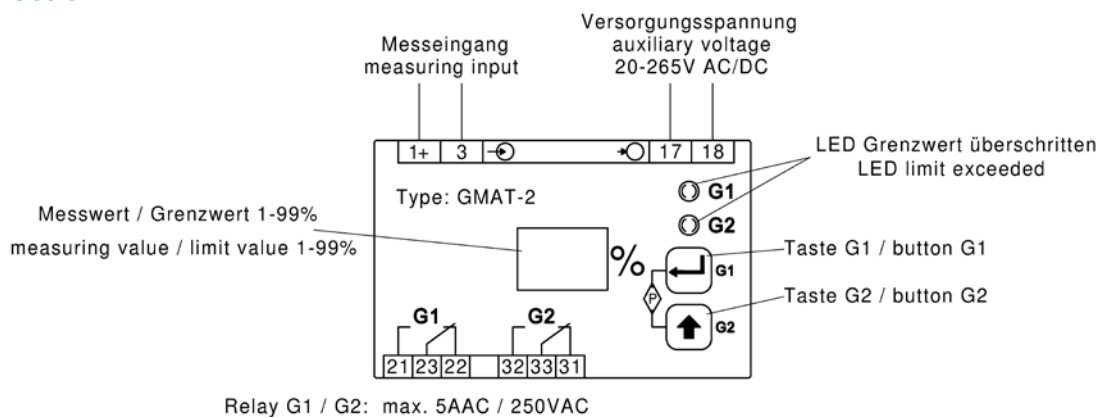 Versorgungsspannung
auxiliary voltage
20-265V AC/DC
Messeingang
measuring input
1+ 3 17 18
LED Grenzwert überschritten
LED limit exceeded
Type: GMAT-2
G1
G2
Messwert / Grenzwert 1-99%
measuring value / limit value 1-99%
%
G1
Taste G1 / button G1
P
Taste G2 / button G2
G2
G1 G2
21 23 22 32 33 31
Relay G1 / G2: max. 5AAC / 250VAC